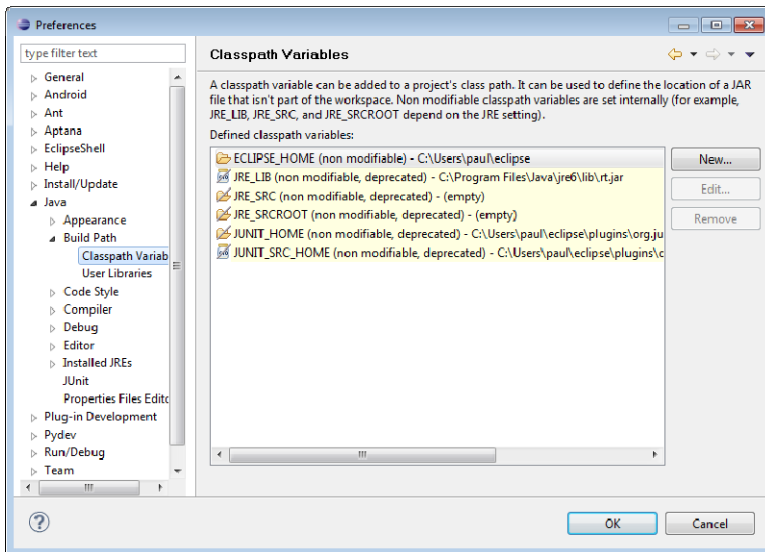 Preferences
type filter text
General
Android
Ant
Aptana
EclipseShell
Help
Install/Update
Java
Appearance
Build Path
Classpath Variab
User Libraries
Code Style
Compiler
Debug
Editor
Installed JREs
JUnit
Properties Files Edito
Plug-in Development
Pydev
Run/Debug
Team
Classpath Variables
A classpath variable can be added to a project's class path. It can be used to define the location of a JAR
file that isn't part of the workspace. Non modifiable classpath variables are set internally (for example,
JRE_LIB, JRE_SRC, and JRE_SRCROOT depend on the JRE setting).
Defined classpath variables:
ECLIPSE_HOME (non modifiable) - C:\Users\paul\eclipse
JRE_LIB (non modifiable, deprecated) - C:\Program Files\Java\jre6\lib\rt.jar
JRE_SRC (non modifiable, deprecated) - (empty)
JRE_SRCROOT (non modifiable, deprecated) - (empty)
JUNIT_HOME (non modifiable, deprecated) - C:\Users\paul\eclipse\plugins\org.ju
JUNIT_SRC_HOME (non modifiable, deprecated) - C:\Users\paul\eclipse\plugins\c
New...
Edit...
Remove
OK
Cancel